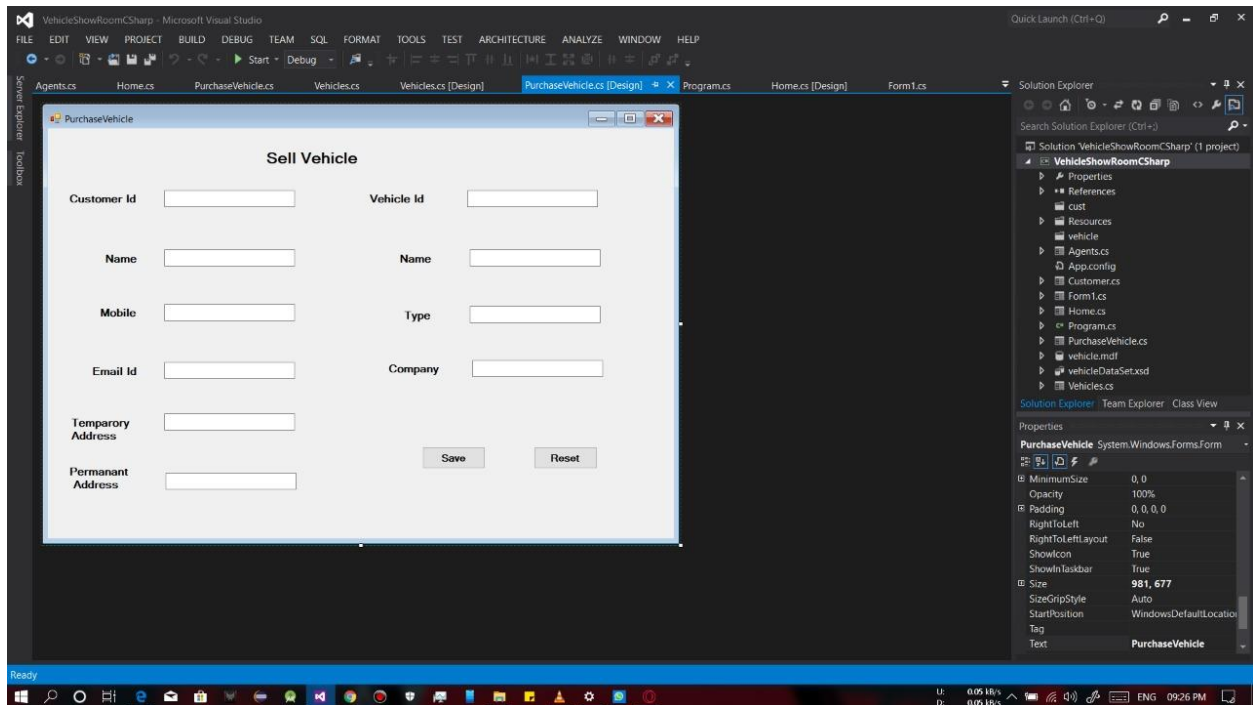 VehicleShowRoomCSharp - Microsoft Visual Studio
Quick Launch (Ctrl+Q)
FILE EDIT VIEW PROJECT BUILD DEBUG TEAM SQL FORMAT TOOLS TEST ARCHITECTURE ANALYZE WINDOW HELP
Start Debug
Server Explorer
Toolbox
Agents.cs Home.cs PurchaseVehicle.cs Vehicles.cs Vehicles.cs [Design] PurchaseVehicle.cs [Design] Program.cs Home.cs [Design] Form1.cs
PurchaseVehicle
Sell Vehicle
Customer Id Vehicle Id
Name Name
Mobile Type
Email Id Company
Temparory
Address
Save Reset
Permanant
Address
Solution Explorer
Search Solution Explorer (Ctrl+;)
Solution 'VehicleShowRoomCSharp' (1 project)
VehicleShowRoomCSharp
Properties
References
cust
Resources
vehicle
Agents.cs
App.config
Customer.cs
Form1.cs
Home.cs
Program.cs
PurchaseVehicle.cs
vehicle.mdf
vehicleDataSet.xsd
Vehicles.cs
Solution Explorer Team Explorer Class View
Properties
PurchaseVehicle System.Windows.Forms.Form
MinimumSize 0, 0
Opacity 100%
Padding 0, 0, 0, 0
RightToLeft No
RightToLeftLayout False
ShowIcon True
ShowInTaskbar True
Size 981, 677
SizeGripStyle Auto
StartPosition WindowsDefaultLocation
Tag
Text PurchaseVehicle
Ready
U: 0.05 kB/s
D: 0.05 kB/s
ENG 09:26 PM